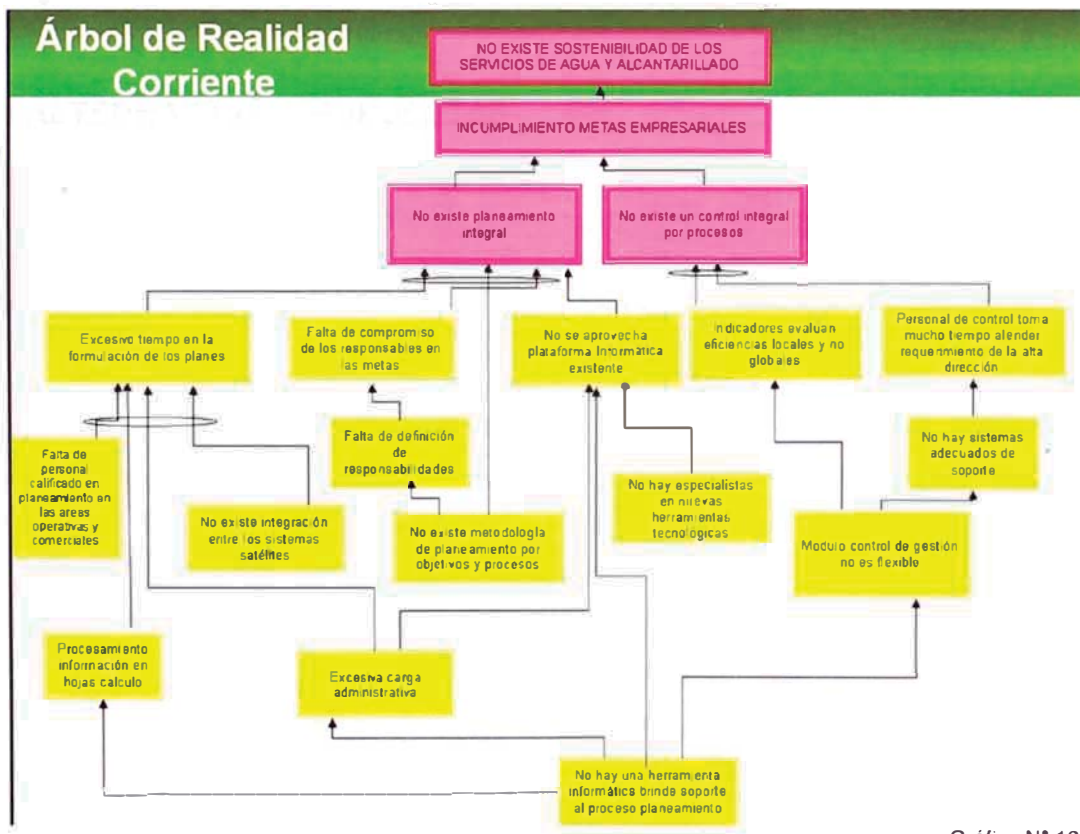 Árbol de Realidad
Corriente
NO EXISTE SOSTENIBILIDAD DE LOS
SERVICIOS DE AGUA Y ALCANTARILLADO
INCUMPLIMIENTO METAS EMPRESARIALES
No existe planeamiento
integral
No existe un control integral
por procesos
Excesivo tiempo en la
formulación de los planes
Falta de compromiso
de los responsables en
las metas
No se aprovecha
plataforma Informática
existente
Indicadores evaluan
eficiencias locales y no
globales
Personal de control toma
mucho tiempo atender
requerimiento de la alta
dirección
Falta de
personal
calificado en
planeamiento en
las areas
operativas y
comerciales
No existe integración
entre los sistemas
satélites
Falta de definición
de
responsabilidades
No existe metodología
de planeamiento por
objetivos y procesos
No hay especialistas
en nuevas
herramientas
tecnológicas
No hay sistemas
adecuados de
soporte
Modulo control de gestión
no es flexible
Procesamiento
información en
hojas calculo
Excesiva carga
administrativa
No hay una herramienta
informática brinde soporte
al proceso planeamiento